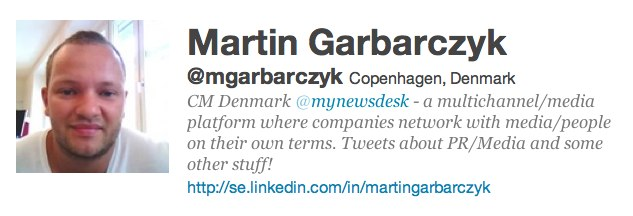 Martin Garbarczyk
@mgarbarczyk Copenhagen, Denmark
CM Denmark @mynewsdesk - a multichannel/media
platform where companies network with media/people
on their own terms. Tweets about PR/Media and some
other stuff!
http://se.linkedin.com/in/martingarbarczyk